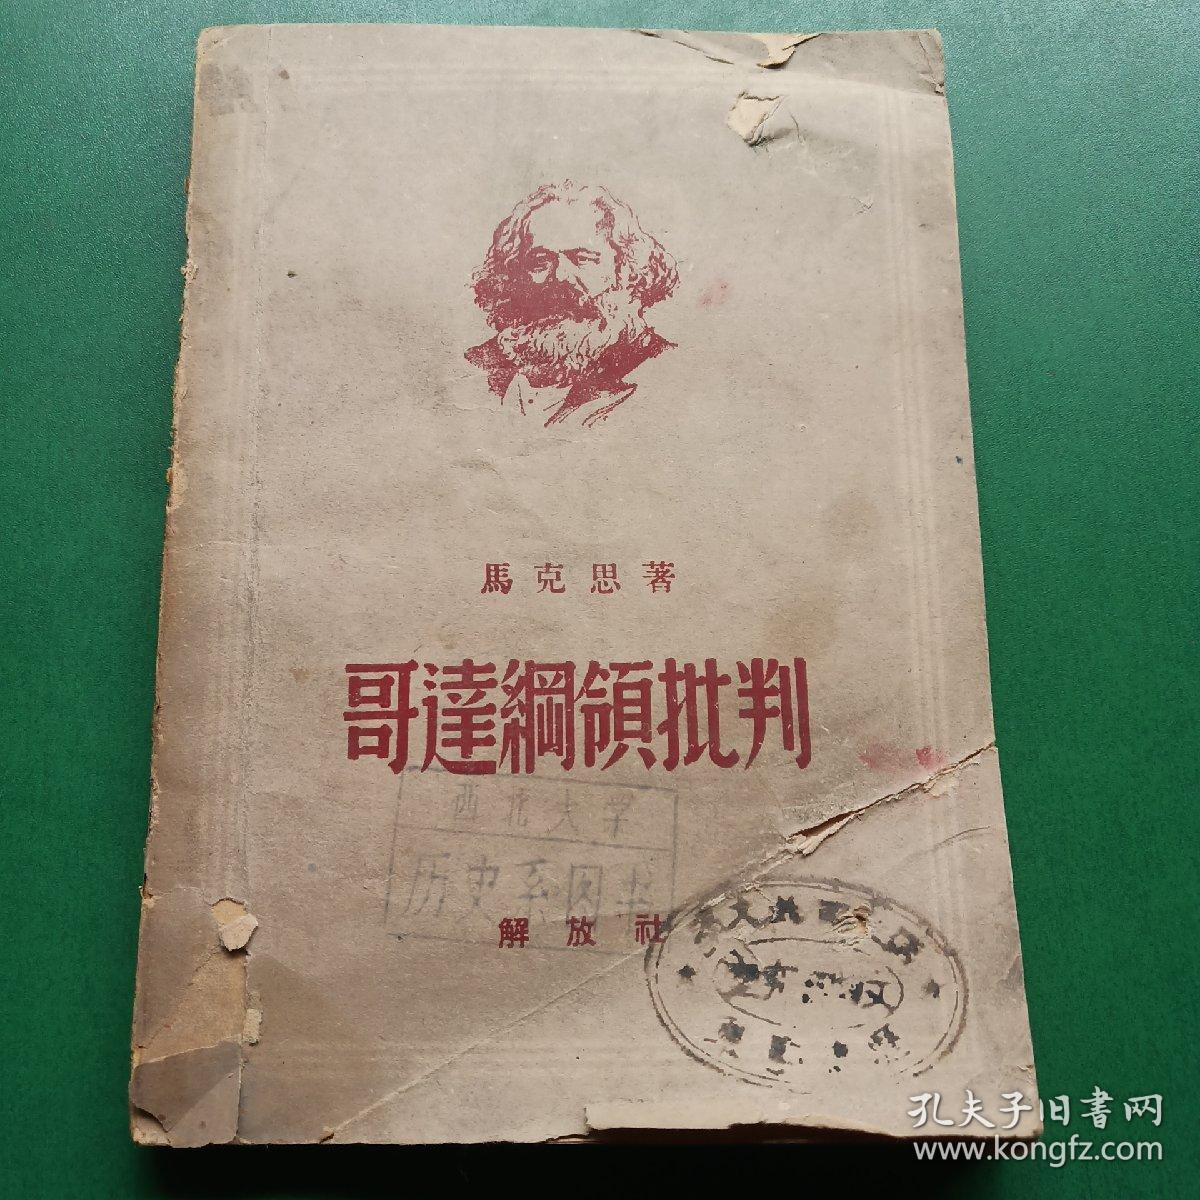 馬克思著
哥達綱領批判
西北大学
历史系図书
解放社
孔夫子旧書网
www.kongfz.com